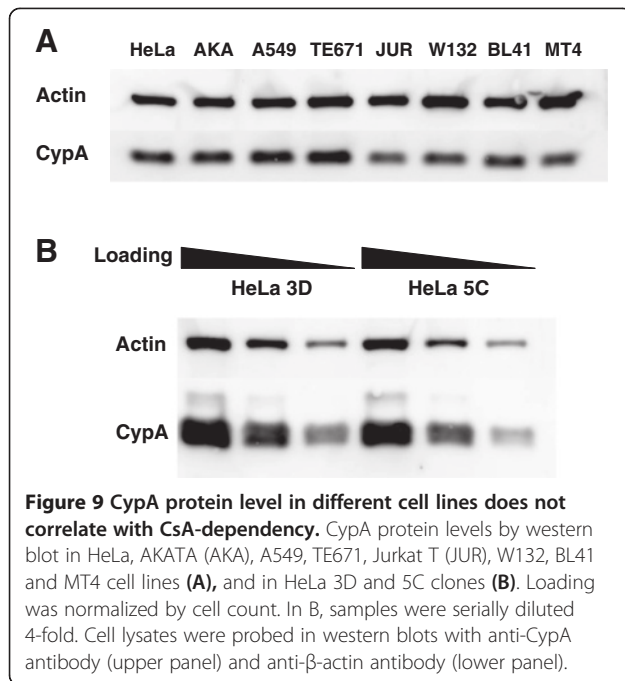 A
HeLa AKA A549 TE671 JUR W132 BL41 MT4
Actin
CypA
B
Loading
HeLa 3D HeLa 5C
Actin
CypA
Figure 9 CypA protein level in different cell lines does not
correlate with CsA-dependency. CypA protein levels by western
blot in HeLa, AKATA (AKA), A549, TE671, Jurkat T (JUR), W132, BL41
and MT4 cell lines (A), and in HeLa 3D and 5C clones (B). Loading
was normalized by cell count. In B, samples were serially diluted
4-fold. Cell lysates were probed in western blots with anti-CypA
antibody (upper panel) and anti-β-actin antibody (lower panel).